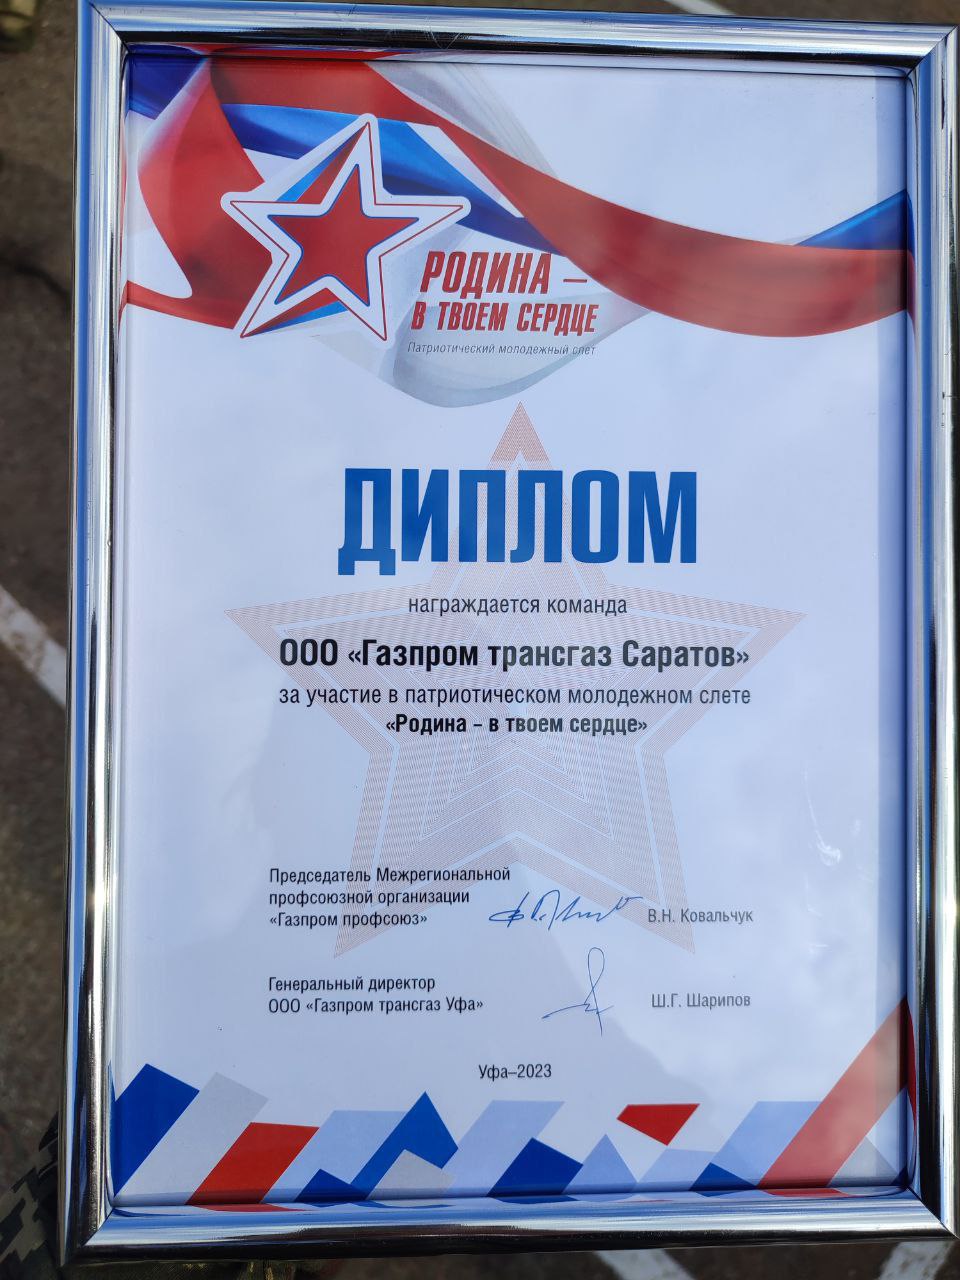 РОДИНА –
В ТВОЕМ СЕРДЦЕ
Патриотический молодежный слет
ДИПЛОМ
награждается команда
ООО «Газпром трансгаз Саратов»
за участие в патриотическом молодежном слете
«Родина – в твоем сердце»
Председатель Межрегиональной
профсоюзной организации
«Газпром профсоюз»
В.Н. Ковальчук
Генеральный директор
ООО «Газпром трансгаз Уфа»
Ш.Г. Шарипов
Уфа–2023